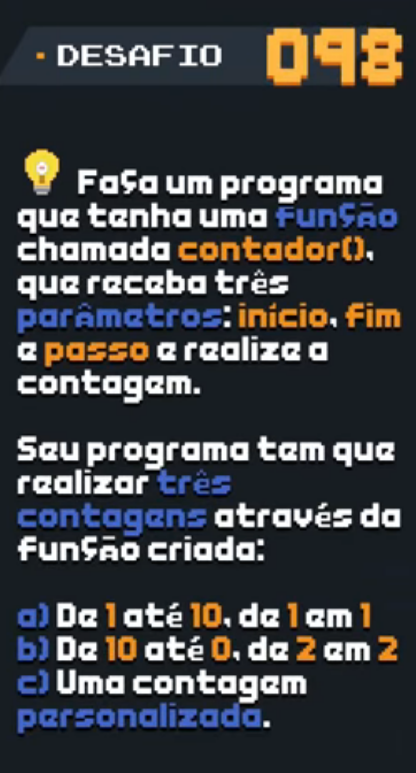 DESAFIO 098
Faça um programa
que tenha uma função
chamada contador(),
que receba três
parâmetros: início, fim
e passo e realize a
contagem.
Seu programa tem que
realizar três
contagens através da
função criada:
a) De 1 até 10, de 1 em 1
b) De 10 até 0, de 2 em 2
c) Uma contagem
personalizada.